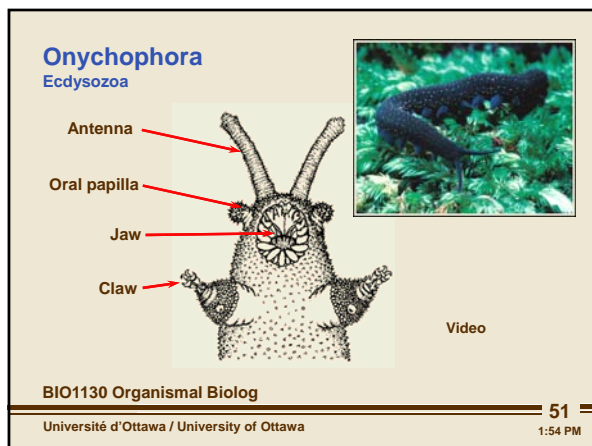 Onychophora
Ecdysozoa
Antenna
Oral papilla
Jaw
Claw
Video
BIO1130 Organismal Biolog
Université d'Ottawa / University of Ottawa
51
1:54 PM